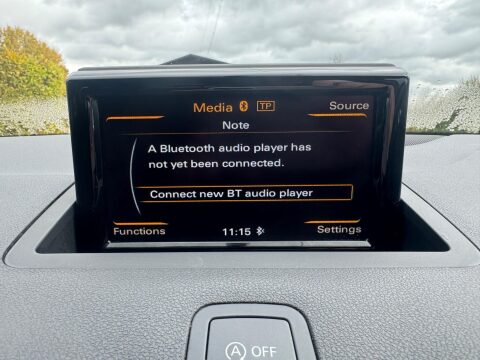 Media TP Source
Note
A Bluetooth audio player has
not yet been connected.
Connect new BT audio player
Functions 11:15 Settings
A OFF